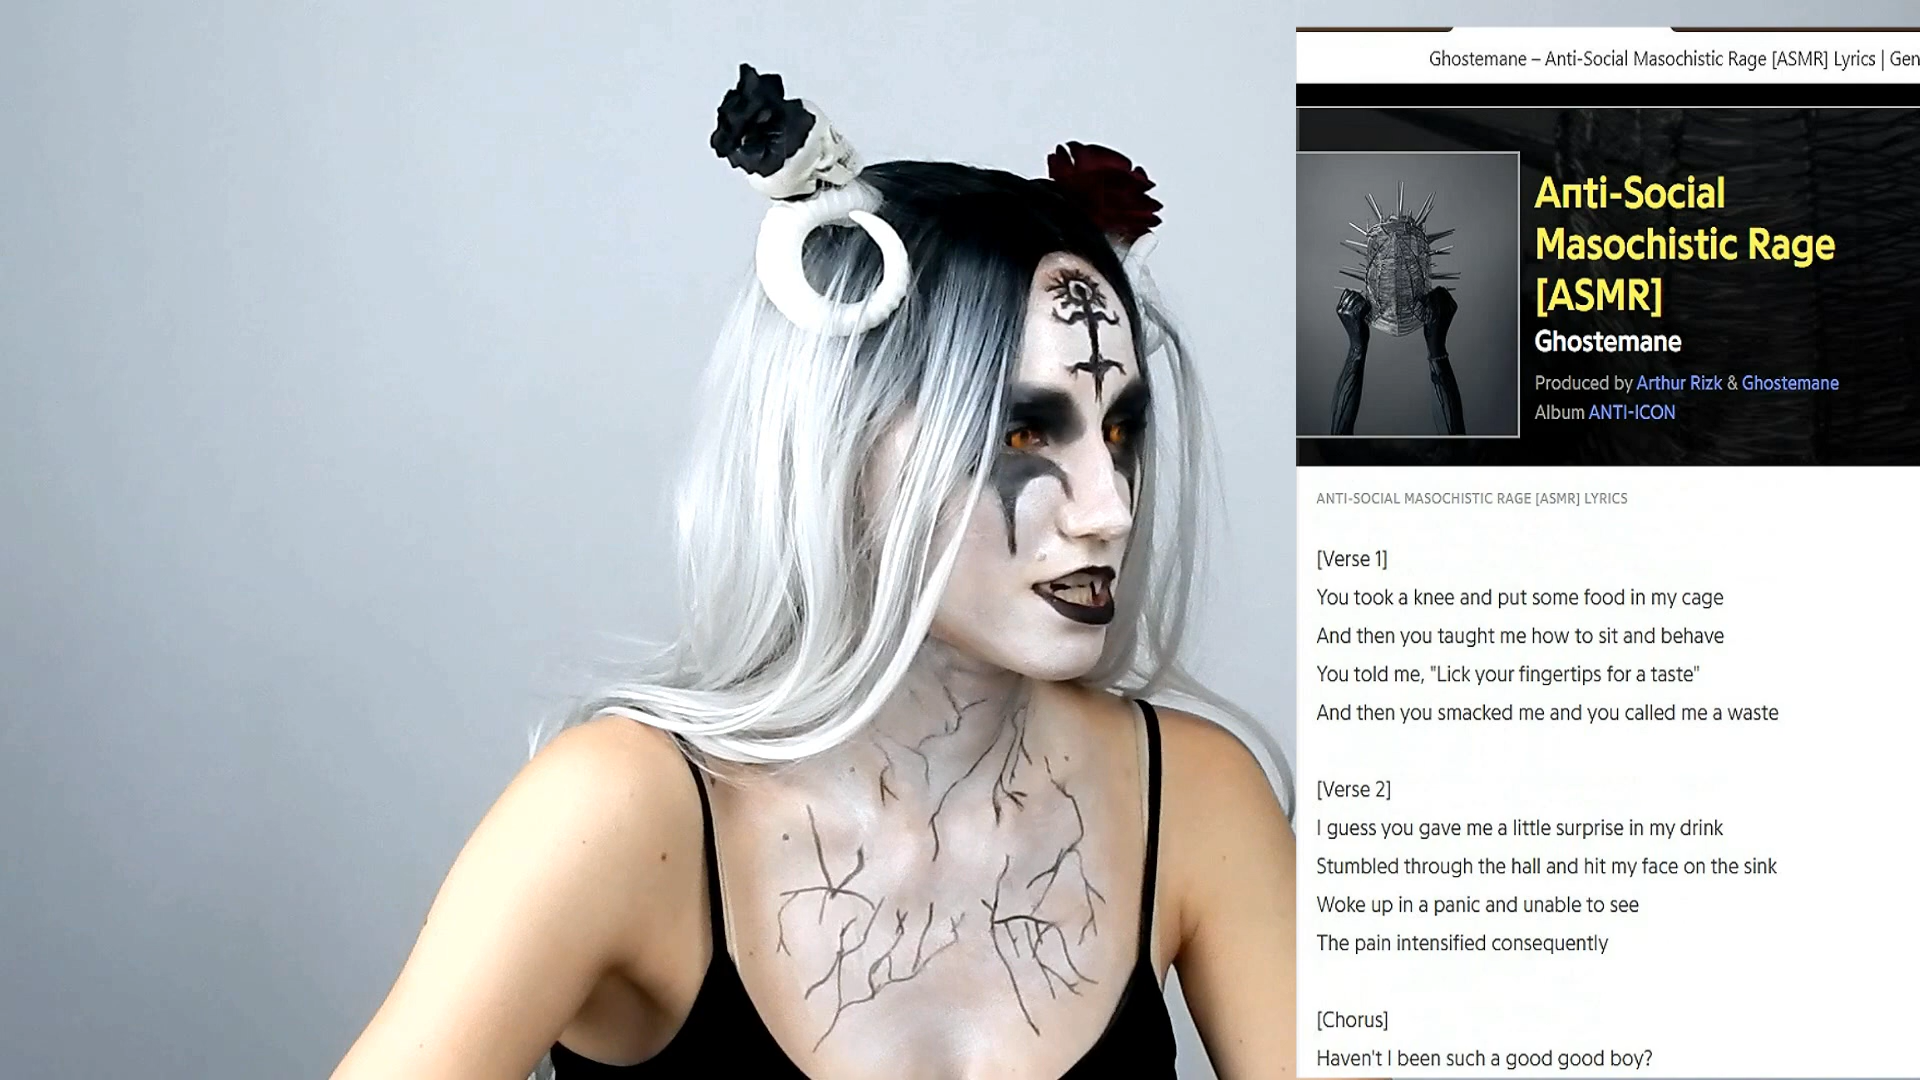 Ghostemane – Anti-Social Masochistic Rage [ASMR] Lyrics | Gen
Anti-Social
Masochistic Rage
[ASMR]
Ghostemane
Produced by Arthur Rizk & Ghostemane
Album ANTI-ICON
ANTI-SOCIAL MASOCHISTIC RAGE [ASMR] LYRICS
[Verse 1]
You took a knee and put some food in my cage
And then you taught me how to sit and behave
You told me, "Lick your fingertips for a taste"
And then you smacked me and you called me a waste
[Verse 2]
I guess you gave me a little surprise in my drink
Stumbled through the hall and hit my face on the sink
Woke up in a panic and unable to see
The pain intensified consequently
[Chorus]
Haven't I been such a good good boy?